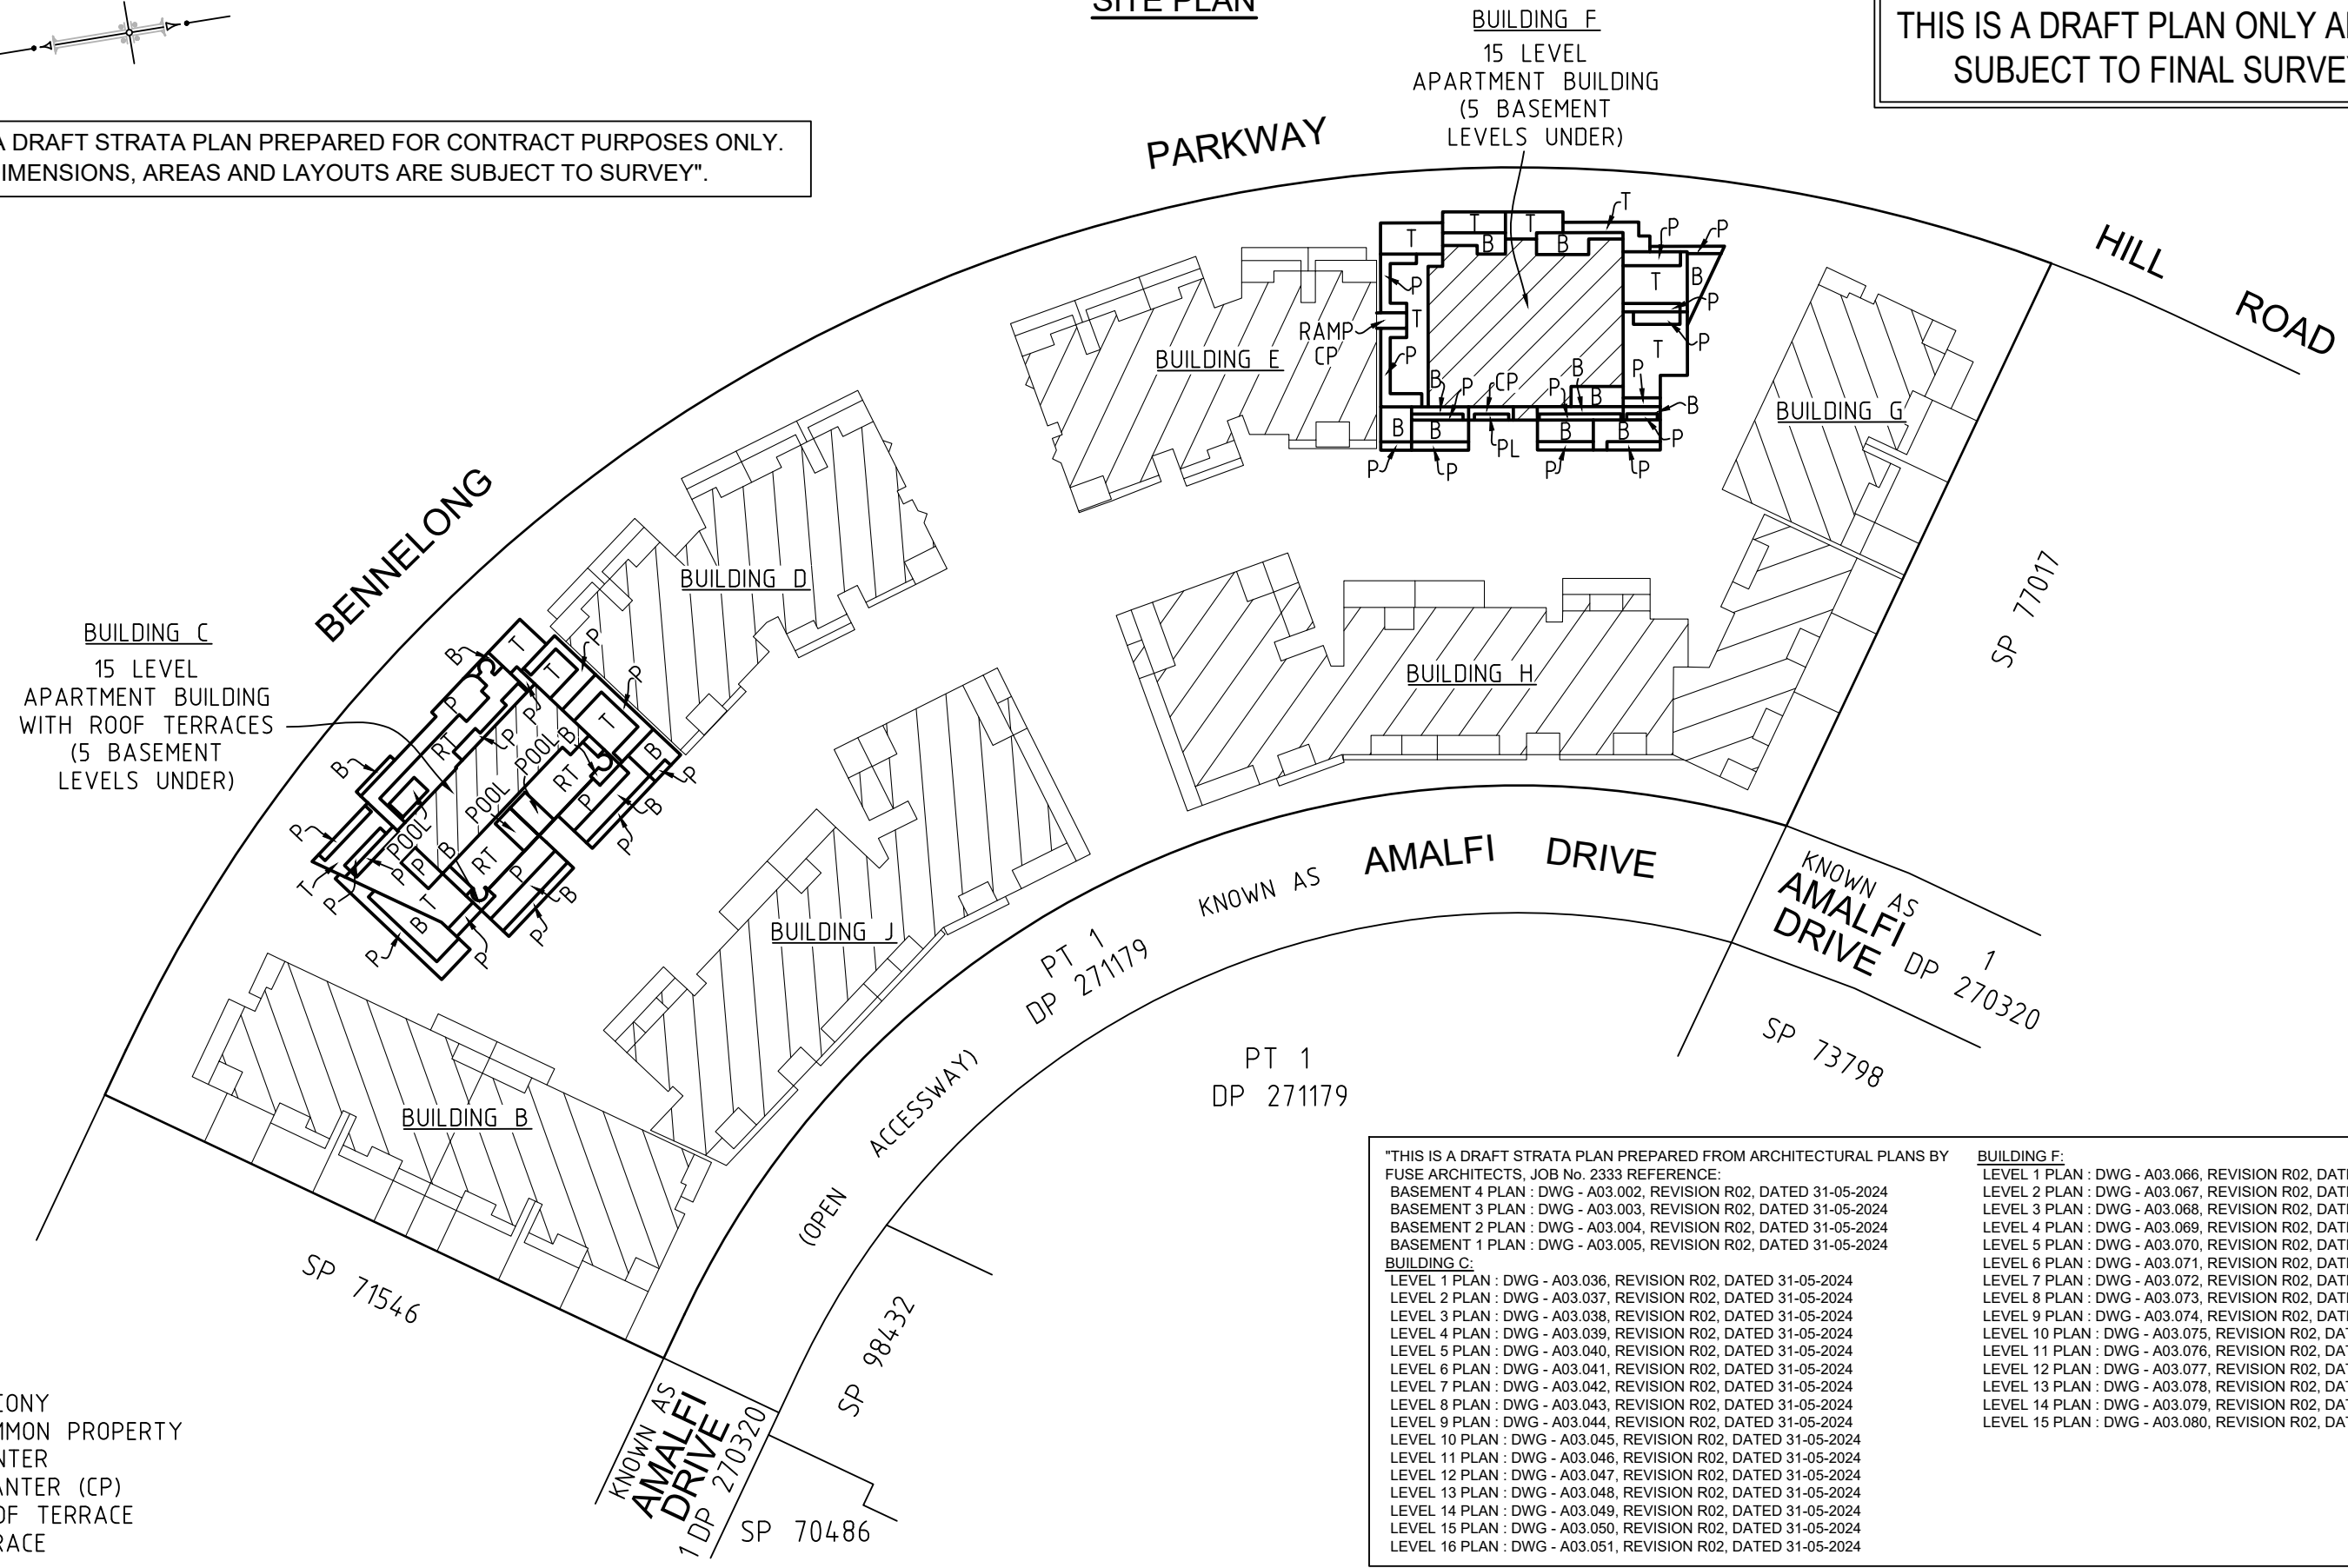 SITE PLAN
THIS IS A DRAFT PLAN ONLY
SUBJECT TO FINAL
A DRAFT STRATA PLAN PREPARED FOR CONTRACT PURPOSES ONLY.
AREAS AND LAYOUTS ARE SUBJECT TO SURVEY".
BUILDING F
15 LEVEL
APARTMENT BUILDING
(5 BASEMENT
LEVELS UNDER)
PARKWAY
HILL
ROAD
BENNELONG
T
T
T
T
B
B
P
P
T
B
P
P
P
T
P
T
P
P
RAMP
CP
B
P
CP
P
B
B
B
P
B
B
PL
B
B
P
P
P
P
P
BUILDING E
BUILDING G
BUILDING D
BUILDING H
SP 77017
BUILDING C
15 LEVEL
APARTMENT BUILDING
WITH ROOF TERRACES
(5 BASEMENT
LEVELS UNDER)
B
T
T
P
P
P
P
RT
CP
POOL
B
T
B
P
B
POOL
RT
P
B
P
P
POOL
P
P
B
RT
P
B
P
T
P
B
T
P
P
BUILDING J
BUILDING B
KNOWN AS
AMALFI DRIVE
PT 1
DP 271179
(OPEN ACCESSWAY)
PT 1
DP 271179
KNOWN AS
AMALFI
DRIVE
1
DP 270320
SP 73798
SP 71546
SP 98432
KNOWN AS
AMALFI
DRIVE
1 DP 270320
SP 70486
PROPERTY
(CP)
TERRACE
"THIS IS A DRAFT STRATA PLAN PREPARED FROM ARCHITECTURAL PLANS BY
FUSE ARCHITECTS, JOB No. 2333 REFERENCE:
BASEMENT 4 PLAN : DWG - A03.002, REVISION R02, DATED 31-05-2024
BASEMENT 3 PLAN : DWG - A03.003, REVISION R02, DATED 31-05-2024
BASEMENT 2 PLAN : DWG - A03.004, REVISION R02, DATED 31-05-2024
BASEMENT 1 PLAN : DWG - A03.005, REVISION R02, DATED 31-05-2024
BUILDING C:
LEVEL 1 PLAN : DWG - A03.036, REVISION R02, DATED 31-05-2024
LEVEL 2 PLAN : DWG - A03.037, REVISION R02, DATED 31-05-2024
LEVEL 3 PLAN : DWG - A03.038, REVISION R02, DATED 31-05-2024
LEVEL 4 PLAN : DWG - A03.039, REVISION R02, DATED 31-05-2024
LEVEL 5 PLAN : DWG - A03.040, REVISION R02, DATED 31-05-2024
LEVEL 6 PLAN : DWG - A03.041, REVISION R02, DATED 31-05-2024
LEVEL 7 PLAN : DWG - A03.042, REVISION R02, DATED 31-05-2024
LEVEL 8 PLAN : DWG - A03.043, REVISION R02, DATED 31-05-2024
LEVEL 9 PLAN : DWG - A03.044, REVISION R02, DATED 31-05-2024
LEVEL 10 PLAN : DWG - A03.045, REVISION R02, DATED 31-05-2024
LEVEL 11 PLAN : DWG - A03.046, REVISION R02, DATED 31-05-2024
LEVEL 12 PLAN : DWG - A03.047, REVISION R02, DATED 31-05-2024
LEVEL 13 PLAN : DWG - A03.048, REVISION R02, DATED 31-05-2024
LEVEL 14 PLAN : DWG - A03.049, REVISION R02, DATED 31-05-2024
LEVEL 15 PLAN : DWG - A03.050, REVISION R02, DATED 31-05-2024
LEVEL 16 PLAN : DWG - A03.051, REVISION R02, DATED 31-05-2024
BUILDING F:
LEVEL 1 PLAN : DWG - A03.066, REVISION R02,
LEVEL 2 PLAN : DWG - A03.067, REVISION R02,
LEVEL 3 PLAN : DWG - A03.068, REVISION R02,
LEVEL 4 PLAN : DWG - A03.069, REVISION R02,
LEVEL 5 PLAN : DWG - A03.070, REVISION R02,
LEVEL 6 PLAN : DWG - A03.071, REVISION R02,
LEVEL 7 PLAN : DWG - A03.072, REVISION R02,
LEVEL 8 PLAN : DWG - A03.073, REVISION R02,
LEVEL 9 PLAN : DWG - A03.074, REVISION R02,
LEVEL 10 PLAN : DWG - A03.075, REVISION R02,
LEVEL 11 PLAN : DWG - A03.076, REVISION R02,
LEVEL 12 PLAN : DWG - A03.077, REVISION R02,
LEVEL 13 PLAN : DWG - A03.078, REVISION R02,
LEVEL 14 PLAN : DWG - A03.079, REVISION R02,
LEVEL 15 PLAN : DWG - A03.080, REVISION R02,